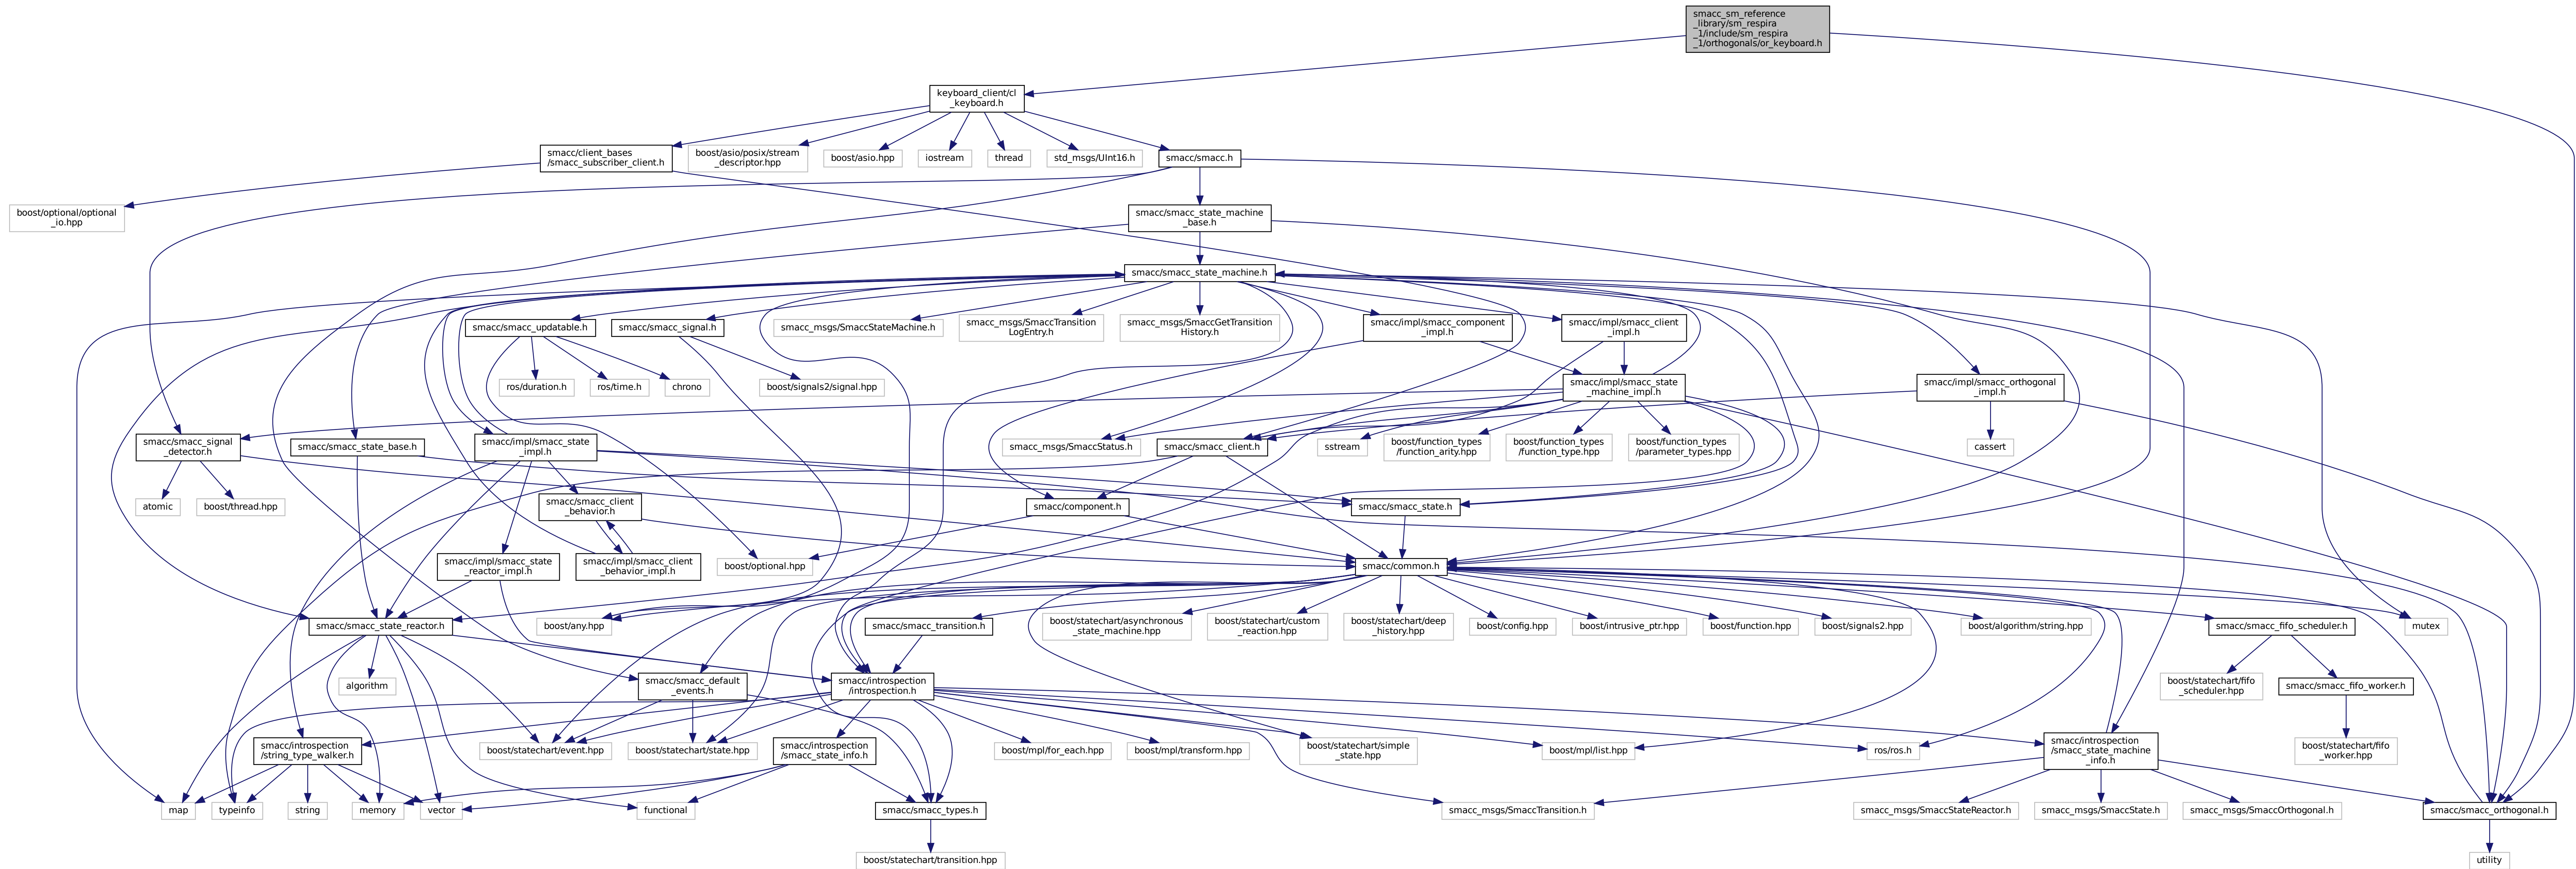 smacc_sm_reference
_library/sm_respira
_1/include/sm_respira
_1/orthogonals/or_keyboard.h
keyboard_client/cl
_keyboard.h
smacc/client_bases
/smacc_subscriber_client.h
boost/asio/posix/stream
_descriptor.hpp
boost/asio.hpp
iostream
thread
std_msgs/UInt16.h
smacc/smacc.h
boost/optional/optional
_io.hpp
smacc/smacc_state_machine
_base.h
smacc/smacc_state_machine.h
smacc/smacc_updatable.h
smacc/smacc_signal.h
smacc_msgs/SmaccStateMachine.h
smacc_msgs/SmaccTransition
LogEntry.h
smacc_msgs/SmaccGetTransition
History.h
smacc/impl/smacc_component
_impl.h
smacc/impl/smacc_client
_impl.h
ros/duration.h
ros/time.h
chrono
boost/signals2/signal.hpp
smacc/impl/smacc_state
_machine_impl.h
smacc/impl/smacc_orthogonal
_impl.h
smacc/smacc_signal
_detector.h
smacc/smacc_state_base.h
smacc/impl/smacc_state
_impl.h
smacc_msgs/SmaccStatus.h
smacc/smacc_client.h
sstream
boost/function_types
/function_arity.hpp
boost/function_types
/function_type.hpp
boost/function_types
/parameter_types.hpp
cassert
atomic
boost/thread.hpp
smacc/smacc_client
_behavior.h
smacc/component.h
smacc/smacc_state.h
smacc/impl/smacc_state
_reactor_impl.h
smacc/impl/smacc_client
_behavior_impl.h
boost/optional.hpp
smacc/common.h
smacc/smacc_state_reactor.h
boost/any.hpp
smacc/smacc_transition.h
boost/statechart/asynchronous
_state_machine.hpp
boost/statechart/custom
_reaction.hpp
boost/statechart/deep
_history.hpp
boost/config.hpp
boost/intrusive_ptr.hpp
boost/function.hpp
boost/signals2.hpp
boost/algorithm/string.hpp
smacc/smacc_fifo_scheduler.h
mutex
algorithm
smacc/smacc_default
_events.h
smacc/introspection
/introspection.h
boost/statechart/fifo
_scheduler.hpp
smacc/smacc_fifo_worker.h
smacc/introspection
/string_type_walker.h
boost/statechart/event.hpp
boost/statechart/state.hpp
smacc/introspection
/smacc_state_info.h
boost/mpl/for_each.hpp
boost/mpl/transform.hpp
boost/statechart/simple
_state.hpp
boost/mpl/list.hpp
ros/ros.h
smacc/introspection
/smacc_state_machine
_info.h
boost/statechart/fifo
_worker.hpp
map
typeinfo
string
memory
vector
functional
smacc/smacc_types.h
smacc_msgs/SmaccTransition.h
smacc_msgs/SmaccStateReactor.h
smacc_msgs/SmaccState.h
smacc_msgs/SmaccOrthogonal.h
smacc/smacc_orthogonal.h
boost/statechart/transition.hpp
utility